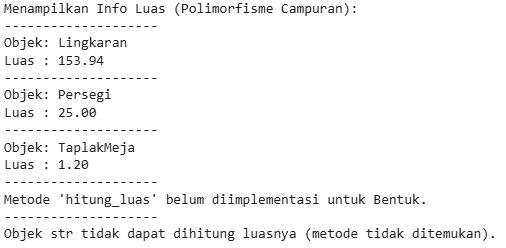 Menampilkan Info Luas (Polimorfisme Campuran):
--------------------
Objek: Lingkaran
Luas : 153.94
--------------------
Objek: Persegi
Luas : 25.00
--------------------
Objek: TaplakMeja
Luas : 1.20
--------------------
Metode 'hitung_luas' belum diimplementasi untuk Bentuk.
--------------------
Objek str tidak dapat dihitung luasnya (metode tidak ditemukan).